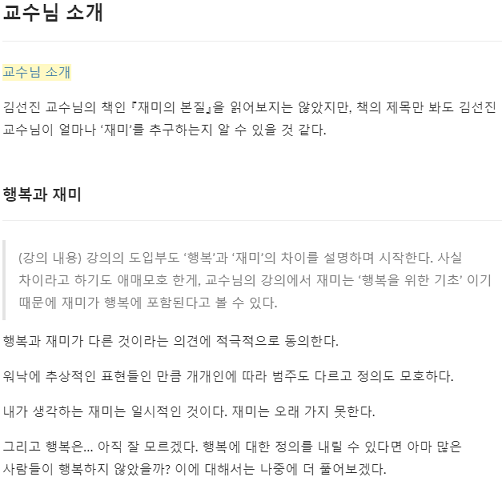 교수님 소개
교수님 소개
김선진 교수님의 책인 『재미의 본질』을 읽어보지는 않았지만, 책의 제목만 봐도 김선진
교수님이 얼마나 ‘재미’를 추구하는지 알 수 있을 것 같다.
행복과 재미
(강의 내용) 강의의 도입부도 ‘행복’과 ‘재미’의 차이를 설명하며 시작한다. 사실
차이라고 하기도 애매모호 한게, 교수님의 강의에서 재미는 ‘행복을 위한 기초’ 이기
때문에 재미가 행복에 포함된다고 볼 수 있다.
행복과 재미가 다른 것이라는 의견에 적극적으로 동의한다.
워낙에 추상적인 표현들인 만큼 개개인에 따라 범주도 다르고 정의도 모호하다.
내가 생각하는 재미는 일시적인 것이다. 재미는 오래 가지 못한다.
그리고 행복은... 아직 잘 모르겠다. 행복에 대한 정의를 내릴 수 있다면 아마 많은
사람들이 행복하지 않았을까? 이에 대해서는 나중에 더 풀어보겠다.